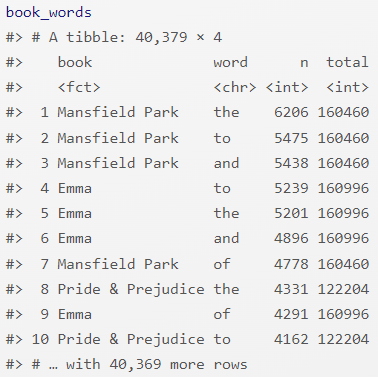 book_words
#> # A tibble: 40,379 × 4
#>    book              word      n  total
#>    <fct>             <chr> <int>  <int>
#>  1 Mansfield Park    the    6206 160460
#>  2 Mansfield Park    to     5475 160460
#>  3 Mansfield Park    and    5438 160460
#>  4 Emma              to     5239 160996
#>  5 Emma              the    5201 160996
#>  6 Emma              and    4896 160996
#>  7 Mansfield Park    of     4778 160460
#>  8 Pride & Prejudice the    4331 122204
#>  9 Emma              of     4291 160996
#> 10 Pride & Prejudice to     4162 122204
#> # … with 40,369 more rows